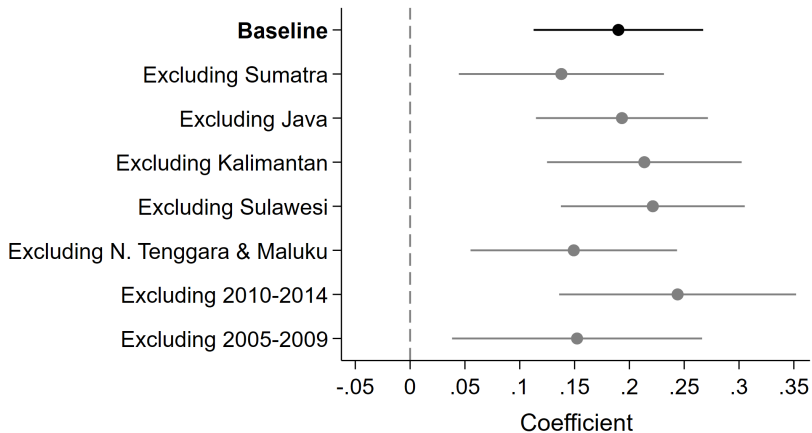 Baseline
Excluding Sumatra
Excluding Java
Excluding Kalimantan
Excluding Sulawesi
Excluding N. Tenggara & Maluku
Excluding 2010-2014
Excluding 2005-2009
-.05 0 .05 .1 .15 .2 .25 .3 .35
Coefficient